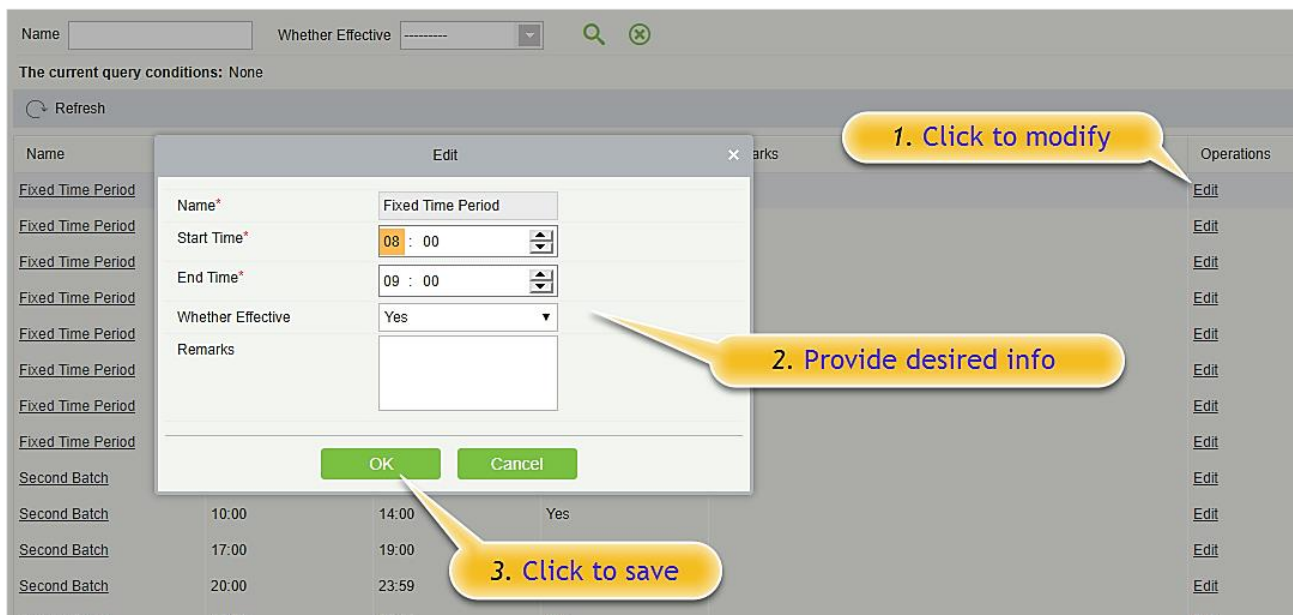 Name Whether Effective ---------
The current query conditions: None
Refresh
1. Click to modify
Name Edit × arks Operations
Fixed Time Period Edit
Name* Fixed Time Period
Fixed Time Period Edit
Start Time* 08 : 00
Fixed Time Period Edit
End Time* 09 : 00
Fixed Time Period Edit
Whether Effective Yes
Fixed Time Period Edit
Remarks
2. Provide desired info
Fixed Time Period Edit
Fixed Time Period Edit
Fixed Time Period Edit
OK Cancel
Second Batch Edit
Second Batch 10:00 14:00 Yes Edit
Second Batch 17:00 19:00 Edit
3. Click to save
Second Batch 20:00 23:59 Edit